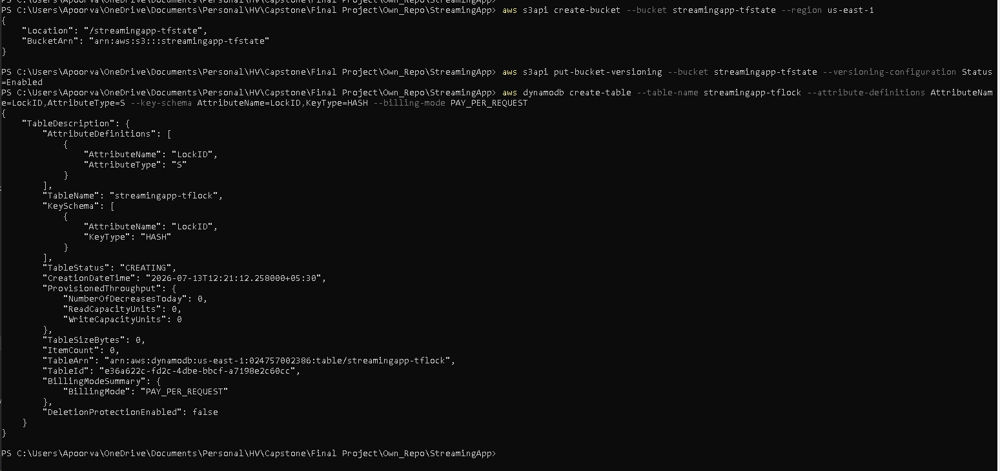 PS C:\Users\Apoorva\OneDrive\Documents\Personal\HV\Capstone\Final Project\Own_Repo\StreamingApp>
PS C:\Users\Apoorva\OneDrive\Documents\Personal\HV\Capstone\Final Project\Own_Repo\StreamingApp> aws s3api create-bucket --bucket streamingapp-tfstate --region us-east-1
{
    "Location": "/streamingapp-tfstate",
    "BucketArn": "arn:aws:s3:::streamingapp-tfstate"
}
PS C:\Users\Apoorva\OneDrive\Documents\Personal\HV\Capstone\Final Project\Own_Repo\StreamingApp> aws s3api put-bucket-versioning --bucket streamingapp-tfstate --versioning-configuration Status
=Enabled
PS C:\Users\Apoorva\OneDrive\Documents\Personal\HV\Capstone\Final Project\Own_Repo\StreamingApp> aws dynamodb create-table --table-name streamingapp-tflock --attribute-definitions AttributeNam
e=LockID,AttributeType=S --key-schema AttributeName=LockID,KeyType=HASH --billing-mode PAY_PER_REQUEST
{
    "TableDescription": {
        "AttributeDefinitions": [
            {
                "AttributeName": "LockID",
                "AttributeType": "S"
            }
        ],
        "TableName": "streamingapp-tflock",
        "KeySchema": [
            {
                "AttributeName": "LockID",
                "KeyType": "HASH"
            }
        ],
        "TableStatus": "CREATING",
        "CreationDateTime": "2026-07-13T12:21:12.258000+05:30",
        "ProvisionedThroughput": {
            "NumberOfDecreasesToday": 0,
            "ReadCapacityUnits": 0,
            "WriteCapacityUnits": 0
        },
        "TableSizeBytes": 0,
        "ItemCount": 0,
        "TableArn": "arn:aws:dynamodb:us-east-1:024757002386:table/streamingapp-tflock",
        "TableId": "e36a622c-fd2c-4dbe-bbcf-a7198e2c60cc",
        "BillingModeSummary": {
            "BillingMode": "PAY_PER_REQUEST"
        },
        "DeletionProtectionEnabled": false
    }
}
PS C:\Users\Apoorva\OneDrive\Documents\Personal\HV\Capstone\Final Project\Own_Repo\StreamingApp>